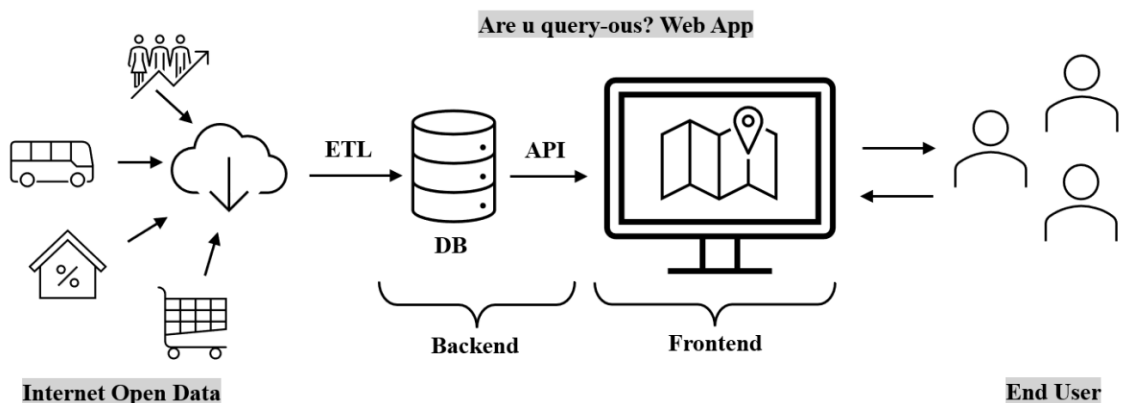 Are u query-ous? Web App
ETL
API
DB
%
Backend
Frontend
Internet Open Data
End User